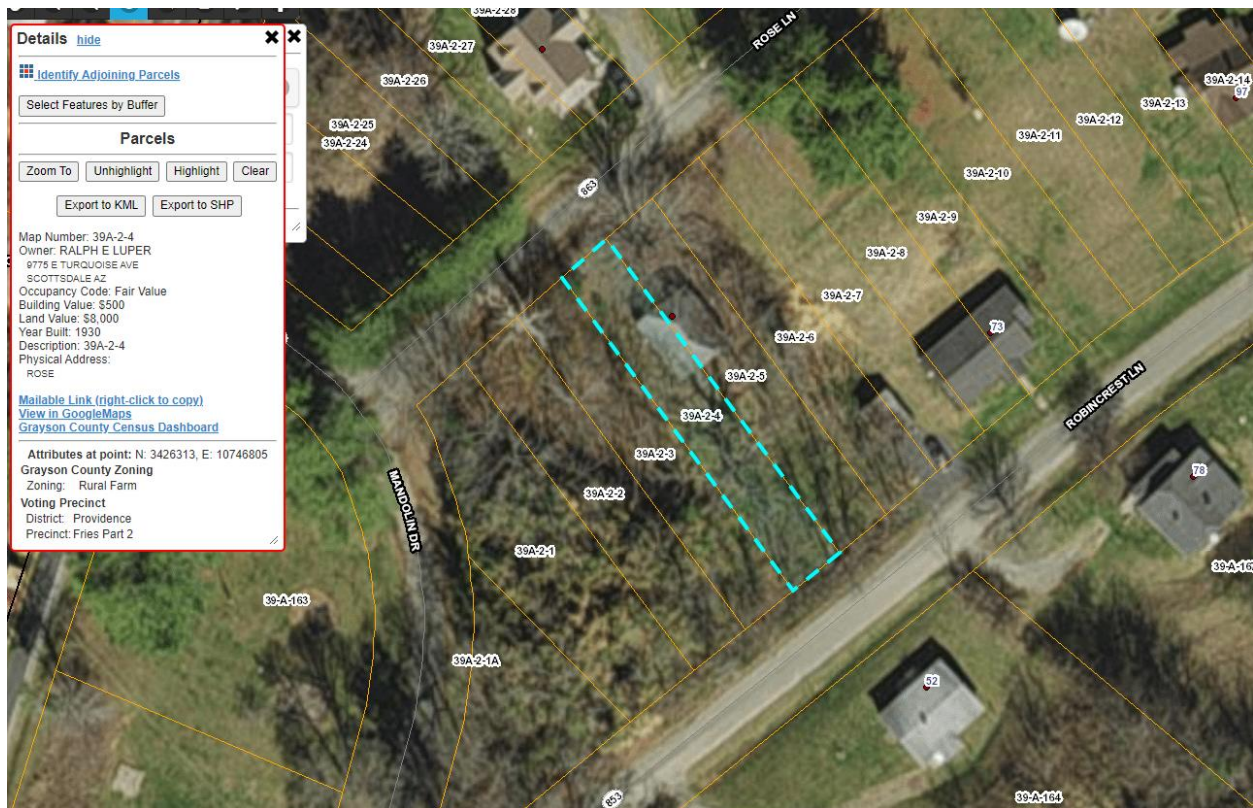 Details hide
Identify Adjoining Parcels
Select Features by Buffer
Parcels
Zoom To Unhighlight Highlight Clear
Export to KML Export to SHP
Map Number: 39A-2-4
Owner: RALPH E LUPER
9775 E TURQUOISE AVE
SCOTTSDALE AZ
Occupancy Code: Fair Value
Building Value: $500
Land Value: $8,000
Year Built: 1930
Description: 39A-2-4
Physical Address:
ROSE
Mailable Link (right-click to copy)
View in GoogleMaps
Grayson County Census Dashboard
Attributes at point: N: 3426313, E: 10746805
Grayson County Zoning
Zoning: Rural Farm
Voting Precinct
District: Providence
Precinct: Fries Part 2
39A-2-28
39A-2-27
39A-2-26
39A-2-25
39A-2-24
ROSE LN
863
39A-2-14
97
39A-2-13
39A-2-12
39A-2-11
39A-2-10
39A-2-9
39A-2-8
39A-2-7
39A-2-6
73
39A-2-5
39A-2-4
39A-2-3
39A-2-2
39A-2-1
39A-2-1A
MANDOLIN DR
39-A-163
ROBINCREST LN
78
52
853
39-A-164